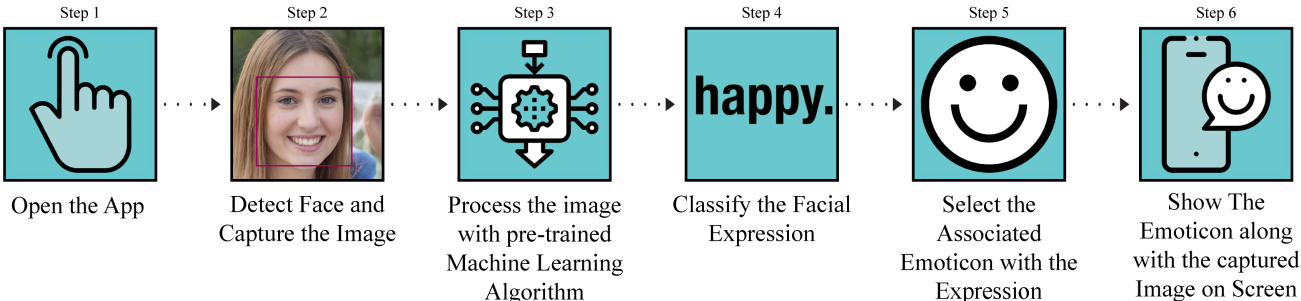 Step 1
Step 2
Step 3
Step 4
Step 5
Step 6
happy.
Open the App
Detect Face and
Capture the Image
Process the image
with pre-trained
Machine Learning
Algorithm
Classify the Facial
Expression
Select the
Associated
Emoticon with the
Expression
Show The
Emoticon along
with the captured
Image on Screen